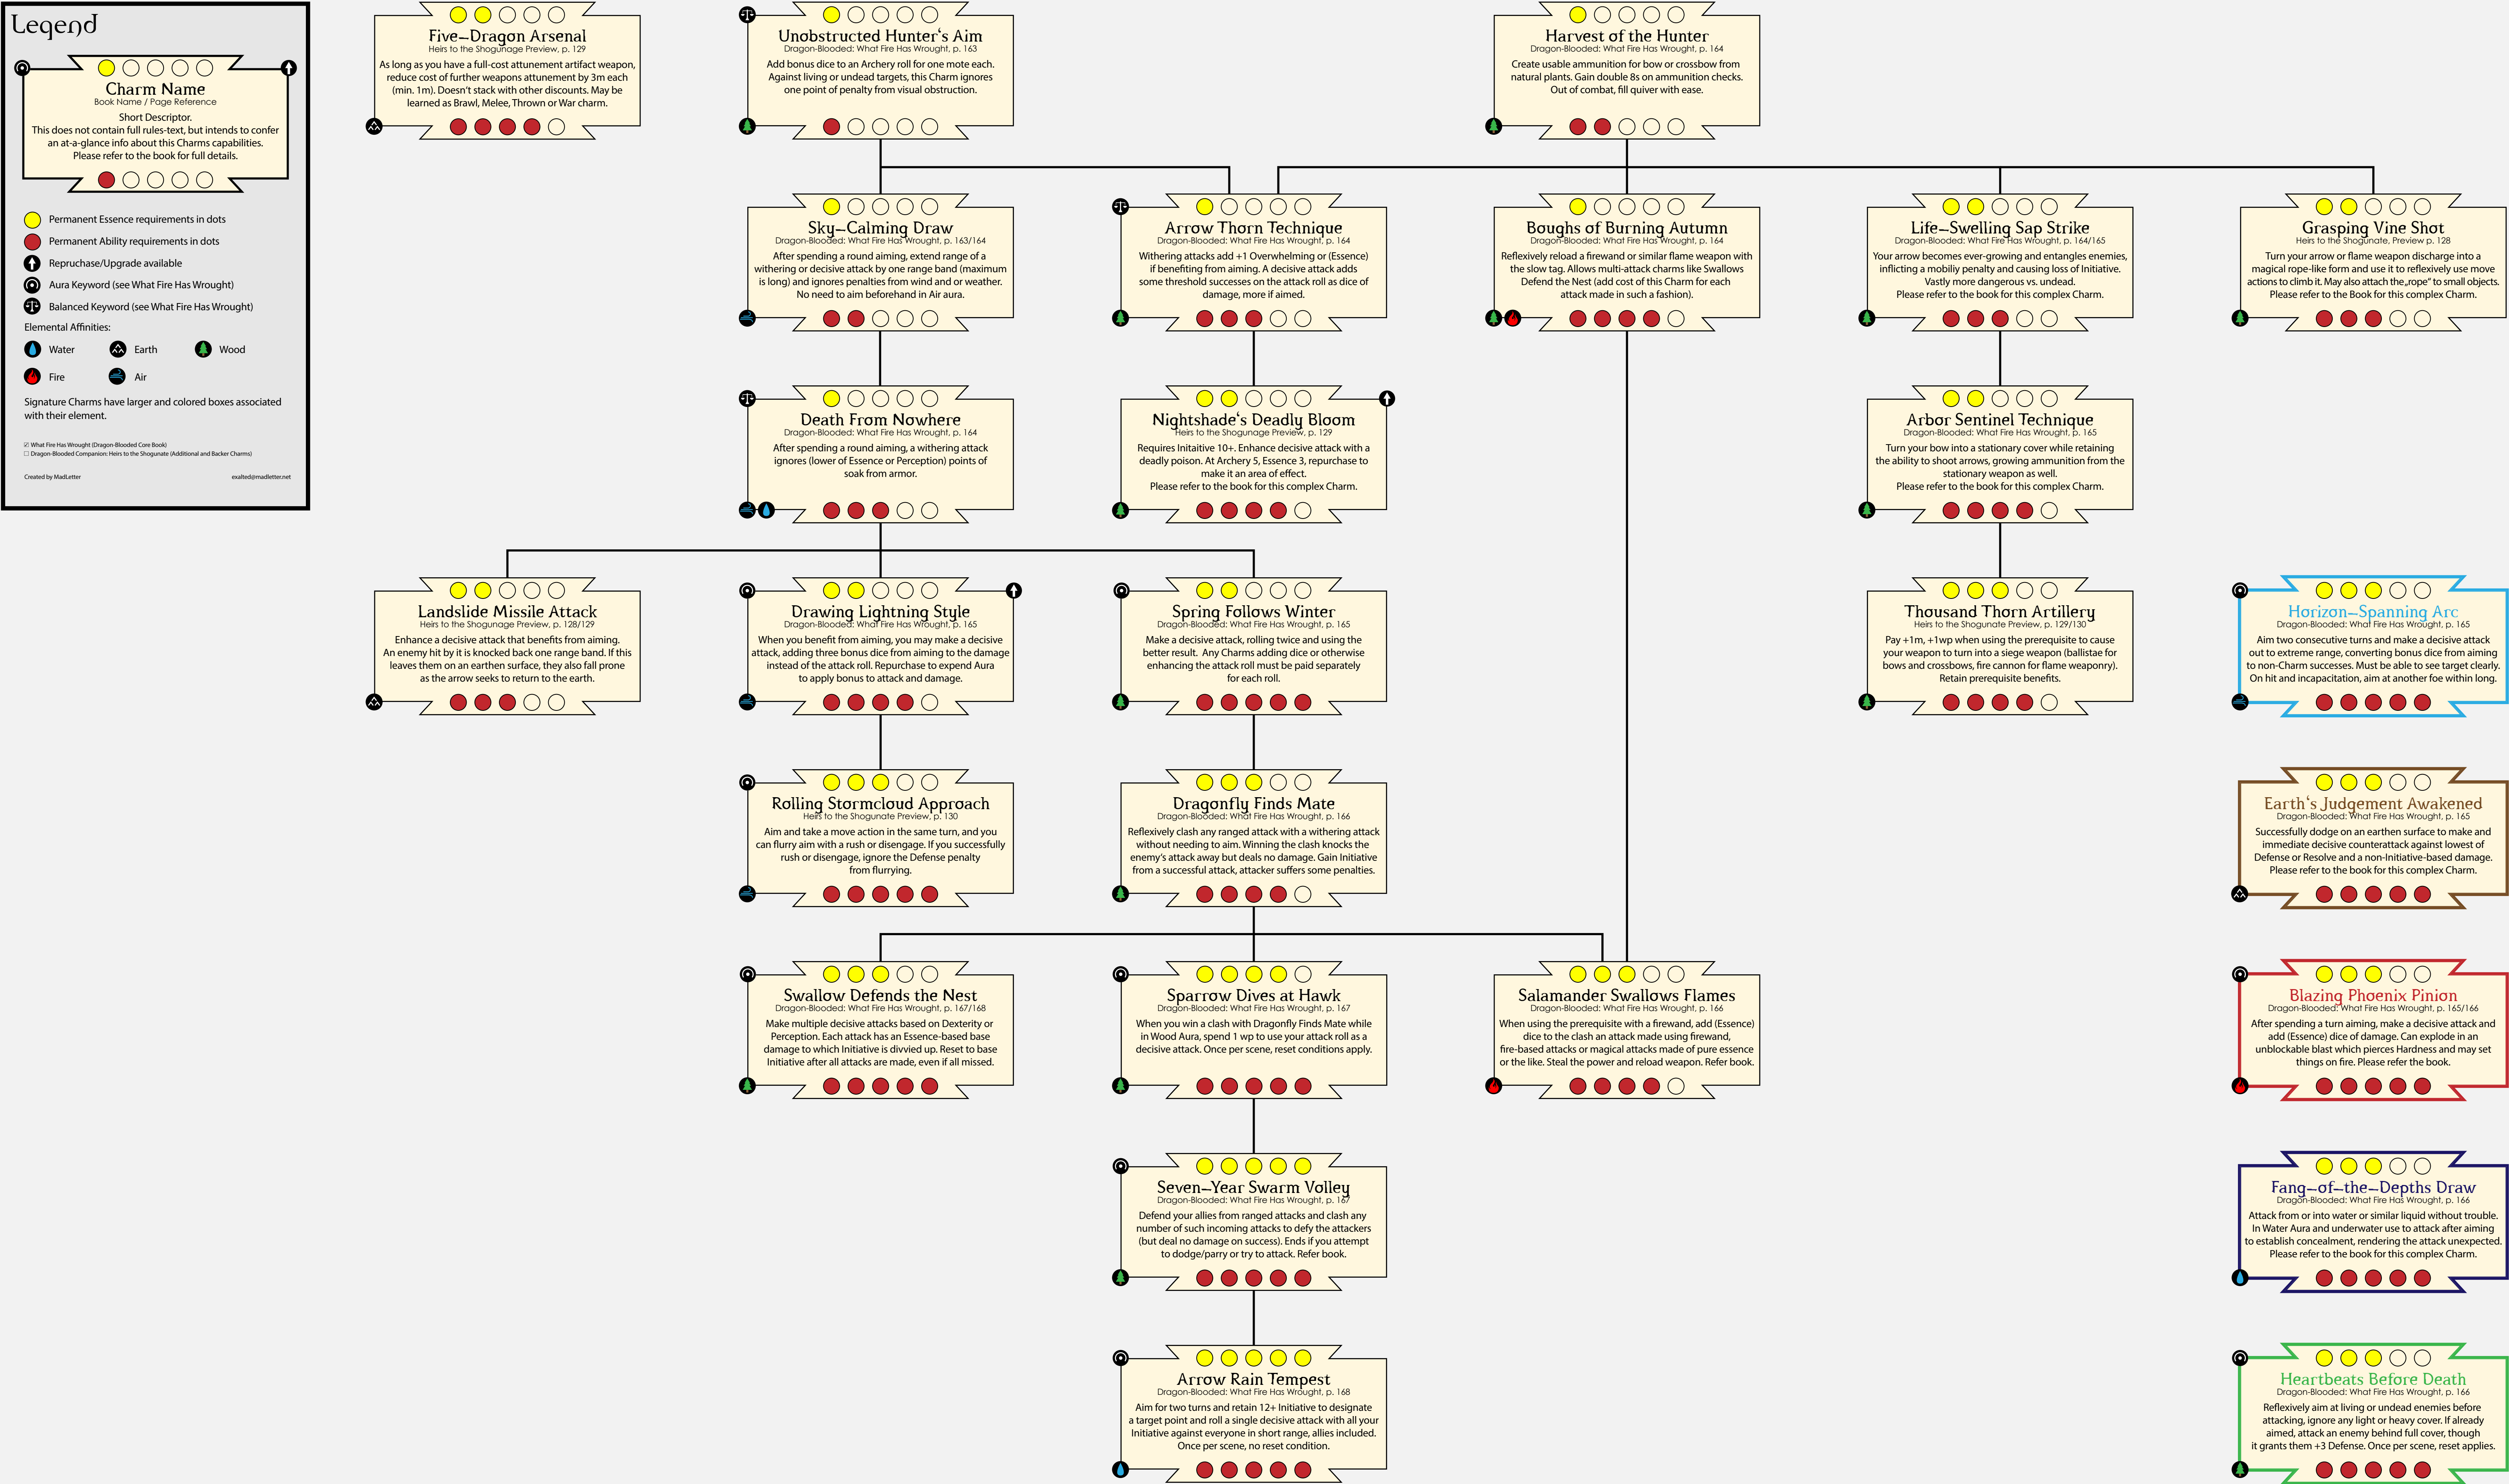 Legend
Charm Name
Book Name / Page Reference
Short Descriptor.
This does not contain full rules-text, but intends to confer
an at-a-glance info about this Charms capabilities.
Please refer to the book for full details.
Permanent Essence requirements in dots
Permanent Ability requirements in dots
Repruchase/Upgrade available
Aura Keyword (see What Fire Has Wrought)
Balanced Keyword (see What Fire Has Wrought)
Elemental Affinities:
Water
Earth
Wood
Fire
Air
Signature Charms have larger and colored boxes associated
with their element.
☑ What Fire Has Wrought (Dragon-Blooded Core Book)
☐ Dragon-Blooded Companion: Heirs to the Shogunate (Additional and Backer Charms)
Created by MadLetter
exalted@madletter.net
Five-Dragon Arsenal
Heirs to the Shogunage Preview, p. 129
As long as you have a full-cost attunement artifact weapon,
reduce cost of further weapons attunement by 3m each
(min. 1m). Doesn't stack with other discounts. May be
learned as Brawl, Melee, Thrown or War charm.
Unobstructed Hunter's Aim
Dragon-Blooded: What Fire Has Wrought, p. 163
Add bonus dice to an Archery roll for one mote each.
Against living or undead targets, this Charm ignores
one point of penalty from visual obstruction.
Harvest of the Hunter
Dragon-Blooded: What Fire Has Wrought, p. 164
Create usable ammunition for bow or crossbow from
natural plants. Gain double 8s on ammunition checks.
Out of combat, fill quiver with ease.
Sky-Calming Draw
Dragon-Blooded: What Fire Has Wrought, p. 163/164
After spending a round aiming, extend range of a
withering or decisive attack by one range band (maximum
is long) and ignores penalties from wind and or weather.
No need to aim beforehand in Air aura.
Arrow Thorn Technique
Dragon-Blooded: What Fire Has Wrought, p. 164
Withering attacks add +1 Overwhelming or (Essence)
if benefiting from aiming. A decisive attack adds
some threshold successes on the attack roll as dice of
damage, more if aimed.
Boughs of Burning Autumn
Dragon-Blooded: What Fire Has Wrought, p. 164
Reflexively reload a firewand or similar flame weapon with
the slow tag. Allows multi-attack charms like Swallows
Defend the Nest (add cost of this Charm for each
attack made in such a fashion).
Life-Swelling Sap Strike
Dragon-Blooded: What Fire Has Wrought, p. 164/165
Your arrow becomes ever-growing and entangles enemies,
inflicting a mobiliy penalty and causing loss of Initiative.
Vastly more dangerous vs. undead.
Please refer to the book for this complex Charm.
Grasping Vine Shot
Heirs to the Shogunate, Preview p. 128
Turn your arrow or flame weapon discharge into a
magical rope-like form and use it to reflexively use move
actions to climb it. May also attach the „rope" to small objects.
Please refer to the Book for this complex Charm.
Death From Nowhere
Dragon-Blooded: What Fire Has Wrought, p. 164
After spending a round aiming, a withering attack
ignores (lower of Essence or Perception) points of
soak from armor.
Nightshade's Deadly Bloom
Heirs to the Shogunage Preview, p. 129
Requires Initaitive 10+. Enhance decisive attack with a
deadly poison. At Archery 5, Essence 3, repurchase to
make it an area of effect.
Please refer to the book for this complex Charm.
Arbor Sentinel Technique
Dragon-Blooded: What Fire Has Wrought, p. 165
Turn your bow into a stationary cover while retaining
the ability to shoot arrows, growing ammunition from the
stationary weapon as well.
Please refer to the book for this complex Charm.
Landslide Missile Attack
Heirs to the Shogunage Preview, p. 128/129
Enhance a decisive attack that benefits from aiming.
An enemy hit by it is knocked back one range band. If this
leaves them on an earthen surface, they also fall prone
as the arrow seeks to return to the earth.
Drawing Lightning Style
Dragon-Blooded: What Fire Has Wrought, p. 165
When you benefit from aiming, you may make a decisive
attack, adding three bonus dice from aiming to the damage
instead of the attack roll. Repurchase to expend Aura
to apply bonus to attack and damage.
Spring Follows Winter
Dragon-Blooded: What Fire Has Wrought, p. 165
Make a decisive attack, rolling twice and using the
better result. Any Charms adding dice or otherwise
enhancing the attack roll must be paid separately
for each roll.
Thousand Thorn Artillery
Heirs to the Shogunate Preview, p. 129/130
Pay +1m, +1wp when using the prerequisite to cause
your weapon to turn into a siege weapon (ballistae for
bows and crossbows, fire cannon for flame weaponry).
Retain prerequisite benefits.
Horizon-Spanning Arc
Dragon-Blooded: What Fire Has Wrought, p. 165
Aim two consecutive turns and make a decisive attack
out to extreme range, converting bonus dice from aiming
to non-Charm successes. Must be able to see target clearly.
On hit and incapacitation, aim at another foe within long.
Rolling Stormcloud Approach
Heirs to the Shogunate Preview, p. 130
Aim and take a move action in the same turn, and you
can flurry aim with a rush or disengage. If you successfully
rush or disengage, ignore the Defense penalty
from flurrying.
Dragonfly Finds Mate
Dragon-Blooded: What Fire Has Wrought, p. 166
Reflexively clash any ranged attack with a withering attack
without needing to aim. Winning the clash knocks the
enemy's attack away but deals no damage. Gain Initiative
from a successful attack, attacker suffers some penalties.
Earth's Judgement Awakened
Dragon-Blooded: What Fire Has Wrought, p. 165
Successfully dodge on an earthen surface to make and
immediate decisive counterattack against lowest of
Defense or Resolve and a non-Initiative-based damage.
Please refer to the book for this complex Charm.
Swallow Defends the Nest
Dragon-Blooded: What Fire Has Wrought, p. 167/168
Make multiple decisive attacks based on Dexterity or
Perception. Each attack has an Essence-based base
damage to which Initiative is divvied up. Reset to base
Initiative after all attacks are made, even if all missed.
Sparrow Dives at Hawk
Dragon-Blooded: What Fire Has Wrought, p. 167
When you win a clash with Dragonfly Finds Mate while
in Wood Aura, spend 1 wp to use your attack roll as a
decisive attack. Once per scene, reset conditions apply.
Salamander Swallows Flames
Dragon-Blooded: What Fire Has Wrought, p. 166
When using the prerequisite with a firewand, add (Essence)
dice to the clash an attack made using firewand,
fire-based attacks or magical attacks made of pure essence
or the like. Steal the power and reload weapon. Refer book.
Blazing Phoenix Pinion
Dragon-Blooded: What Fire Has Wrought, p. 165/166
After spending a turn aiming, make a decisive attack and
add (Essence) dice of damage. Can explode in an
unblockable blast which pierces Hardness and may set
things on fire. Please refer the book.
Seven-Year Swarm Volley
Dragon-Blooded: What Fire Has Wrought, p. 167
Defend your allies from ranged attacks and clash any
number of such incoming attacks to defy the attackers
(but deal no damage on success). Ends if you attempt
to dodge/parry or try to attack. Refer book.
Fang-of-the-Depths Draw
Dragon-Blooded: What Fire Has Wrought, p. 166
Attack from or into water or similar liquid without trouble.
In Water Aura and underwater use to attack after aiming
to establish concealment, rendering the attack unexpected.
Please refer to the book for this complex Charm.
Arrow Rain Tempest
Dragon-Blooded: What Fire Has Wrought, p. 168
Aim for two turns and retain 12+ Initiative to designate
a target point and roll a single decisive attack with all your
Initiative against everyone in short range, allies included.
Once per scene, no reset condition.
Heartbeats Before Death
Dragon-Blooded: What Fire Has Wrought, p. 166
Reflexively aim at living or undead enemies before
attacking, ignore any light or heavy cover. If already
aimed, attack an enemy behind full cover, though
it grants them +3 Defense. Once per scene, reset applies.